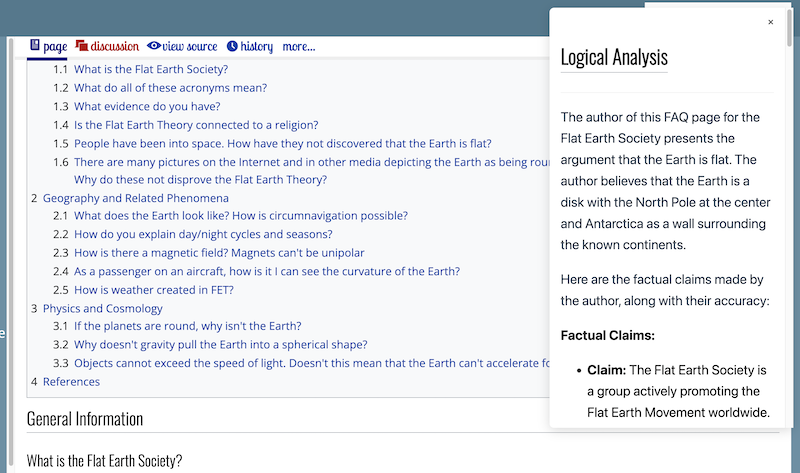 page discussion view source history more...
1.1 What is the Flat Earth Society?
1.2 What do all of these acronyms mean?
1.3 What evidence do you have?
1.4 Is the Flat Earth Theory connected to a religion?
1.5 People have been into space. How have they not discovered that the Earth is flat?
1.6 There are many pictures on the Internet and in other media depicting the Earth as being
Why do these not disprove the Flat Earth Theory?
2 Geography and Related Phenomena
2.1 What does the Earth look like? How is circumnavigation possible?
2.2 How do you explain day/night cycles and seasons?
2.3 How is there a magnetic field? Magnets can't be unipolar
2.4 As a passenger on an aircraft, how is it I can see the curvature of the Earth?
2.5 How is weather created in FET?
3 Physics and Cosmology
3.1 If the planets are round, why isn't the Earth?
3.2 Why doesn't gravity pull the Earth into a spherical shape?
3.3 Objects cannot exceed the speed of light. Doesn't this mean that the Earth can't accelerate
4 References
General Information
What is the Flat Earth Society?
×
Logical Analysis
The author of this FAQ page for the
Flat Earth Society presents the
argument that the Earth is flat. The
author believes that the Earth is a
disk with the North Pole at the center
and Antarctica as a wall surrounding
the known continents.
Here are the factual claims made by
the author, along with their accuracy:
Factual Claims:
• Claim: The Flat Earth Society is
a group actively promoting the
Flat Earth Movement worldwide.